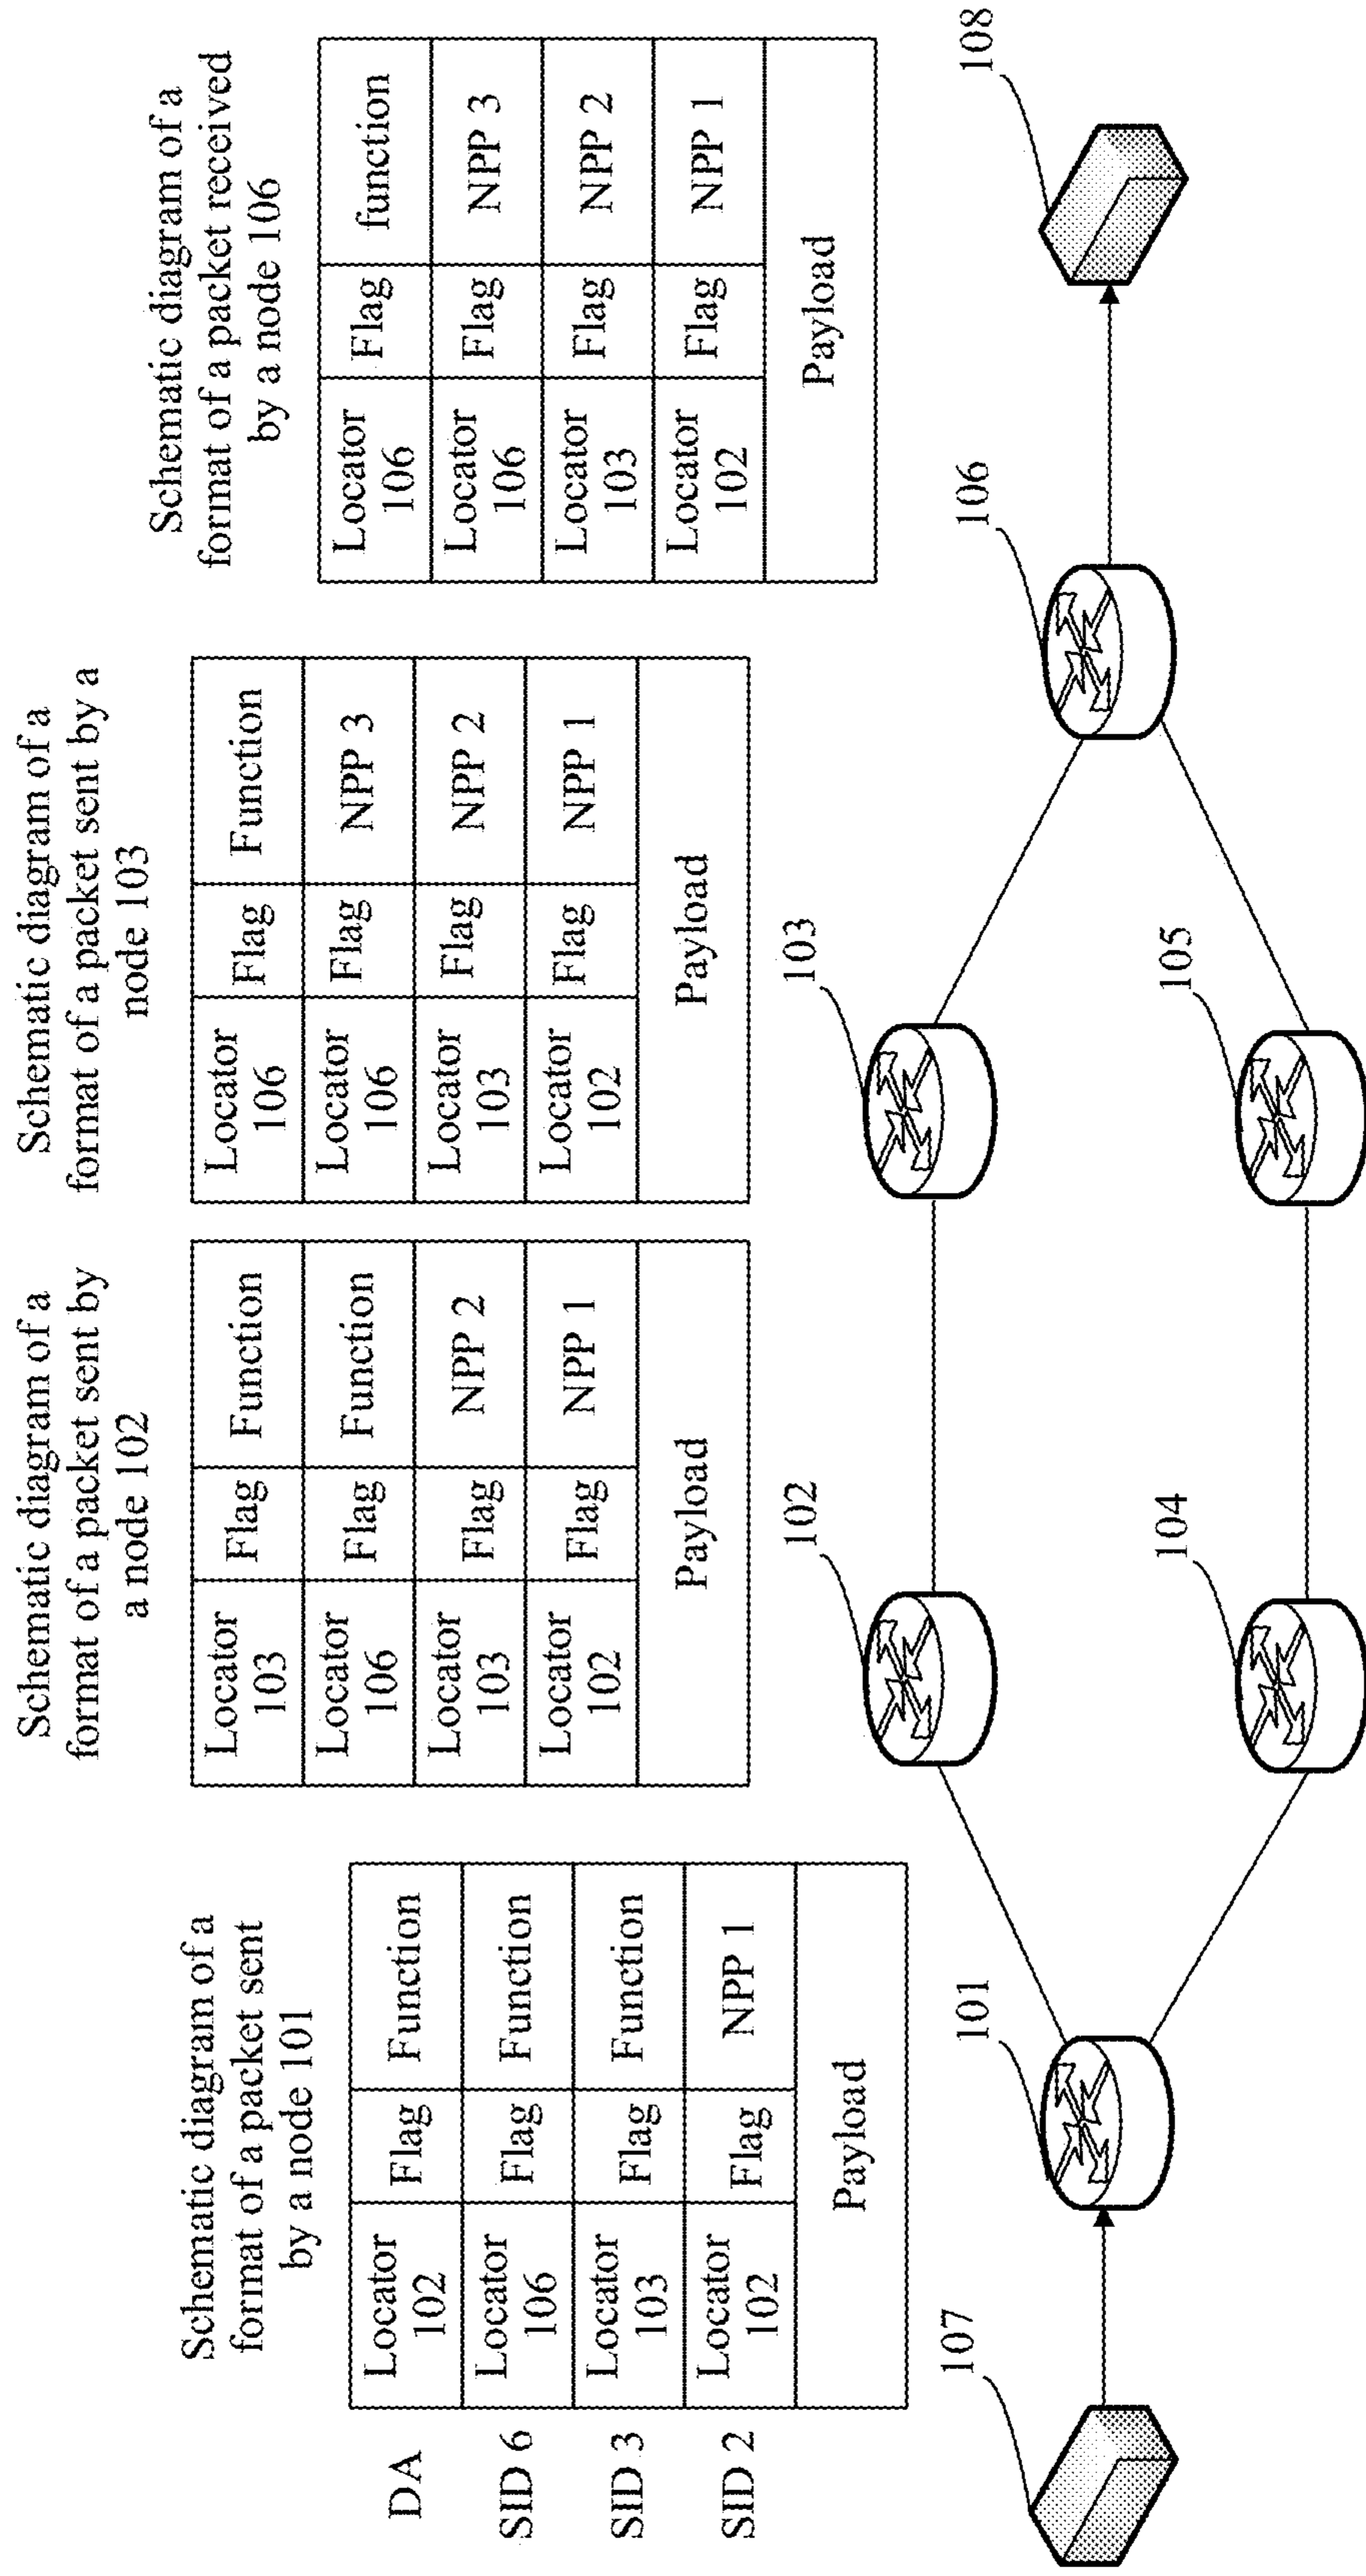 Schematic diagram of a
format of a packet sent
by a node 101
DA
Locator
102
Flag
Function
SID 6
Locator
106
Flag
Function
SID 3
Locator
103
Flag
Function
SID 2
Locator
102
Flag
NPP 1
Payload
Schematic diagram of a
format of a packet sent by
a node 102
Locator
103
Flag
Function
Locator
106
Flag
Function
Locator
103
Flag
NPP 2
Locator
102
Flag
NPP 1
Payload
Schematic diagram of a
format of a packet sent by a
node 103
Locator
106
Flag
Function
Locator
106
Flag
NPP 3
Locator
103
Flag
NPP 2
Locator
102
Flag
NPP 1
Payload
Schematic diagram of a
format of a packet received
by a node 106
Locator
106
Flag
function
Locator
106
Flag
NPP 3
Locator
103
Flag
NPP 2
Locator
102
Flag
NPP 1
Payload
107
101
102
103
104
105
106
108